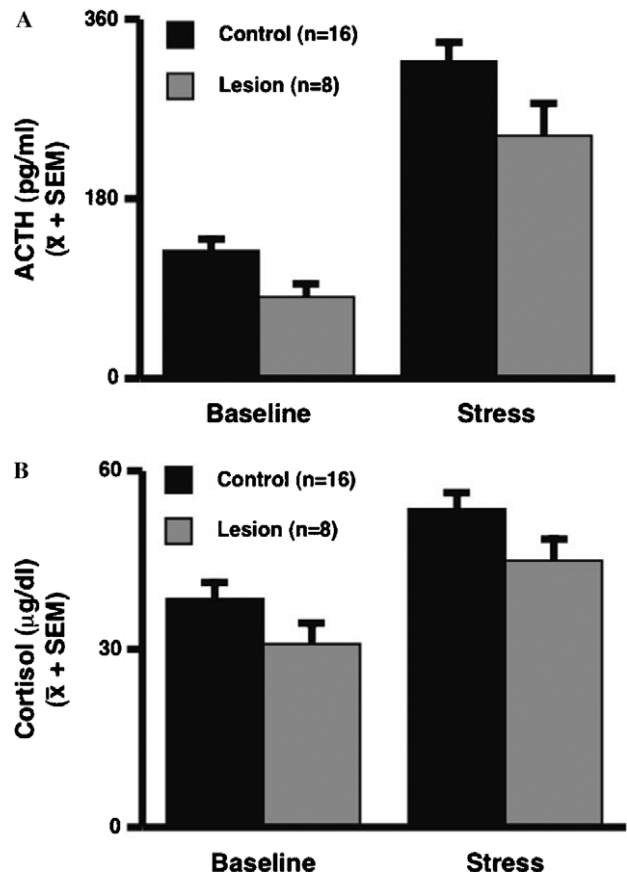 A
360
180
0
ACTH (pg/ml)
(x̄ + SEM)
Control (n=16)
Lesion (n=8)
Baseline Stress
B
60
30
0
Cortisol (µg/dl)
(x̄ + SEM)
Control (n=16)
Lesion (n=8)
Baseline Stress